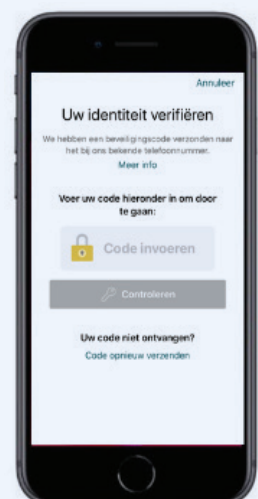 Annuleer
Uw identiteit verifiëren
We hebben een beveiligingscode verzonden naar
het bij ons bekende telefoonnummer.
Meer info
Voer uw code hieronder in om door
te gaan:
Code invoeren
Controleren
Uw code niet ontvangen?
Code opnieuw verzenden